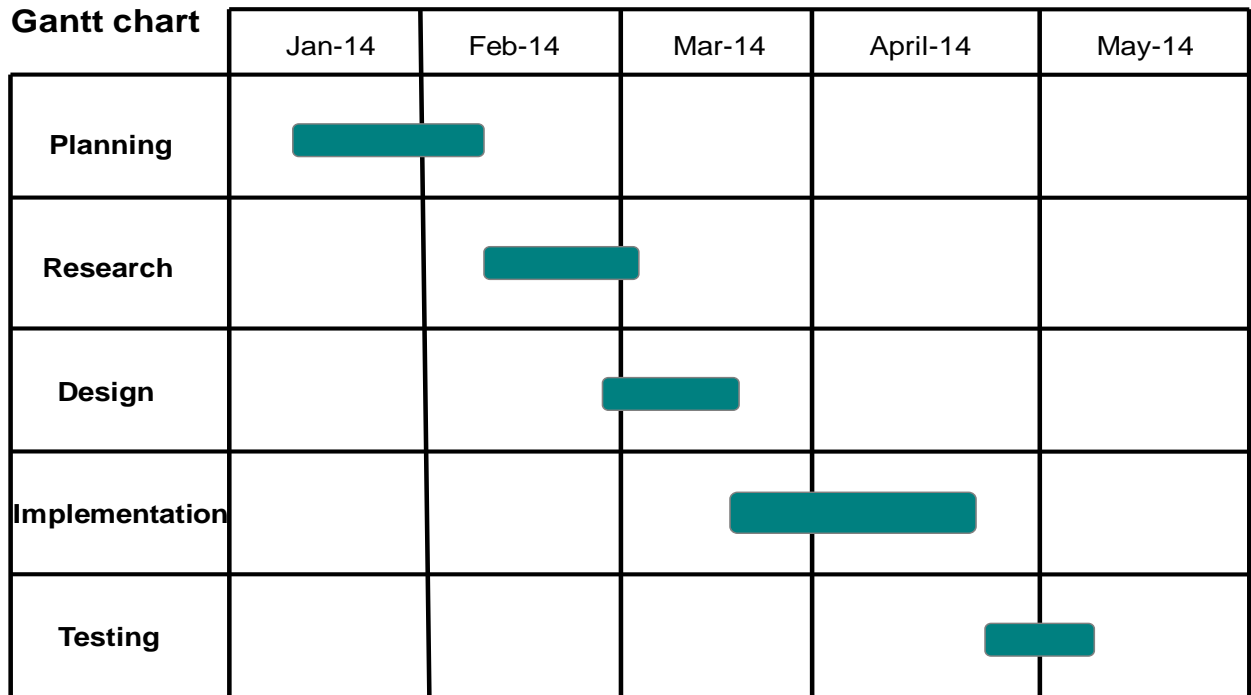 Gantt chart
Jan-14 Feb-14 Mar-14 April-14 May-14
Planning
Research
Design
Implementation
Testing